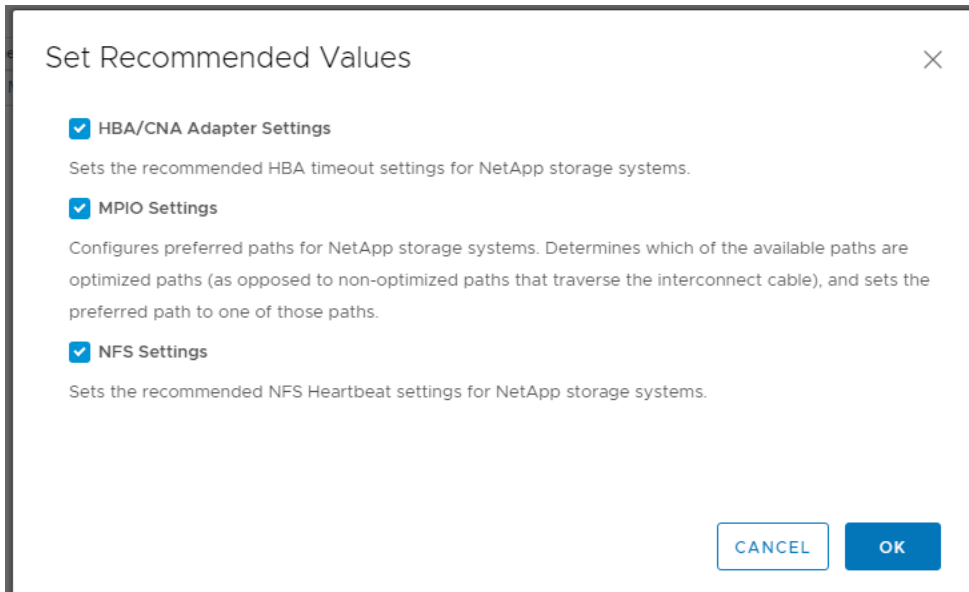 Set Recommended Values
HBA/CNA Adapter Settings
Sets the recommended HBA timeout settings for NetApp storage systems.
MPIO Settings
Configures preferred paths for NetApp storage systems. Determines which of the available paths are
optimized paths (as opposed to non-optimized paths that traverse the interconnect cable), and sets the
preferred path to one of those paths.
NFS Settings
Sets the recommended NFS Heartbeat settings for NetApp storage systems.
CANCEL
OK